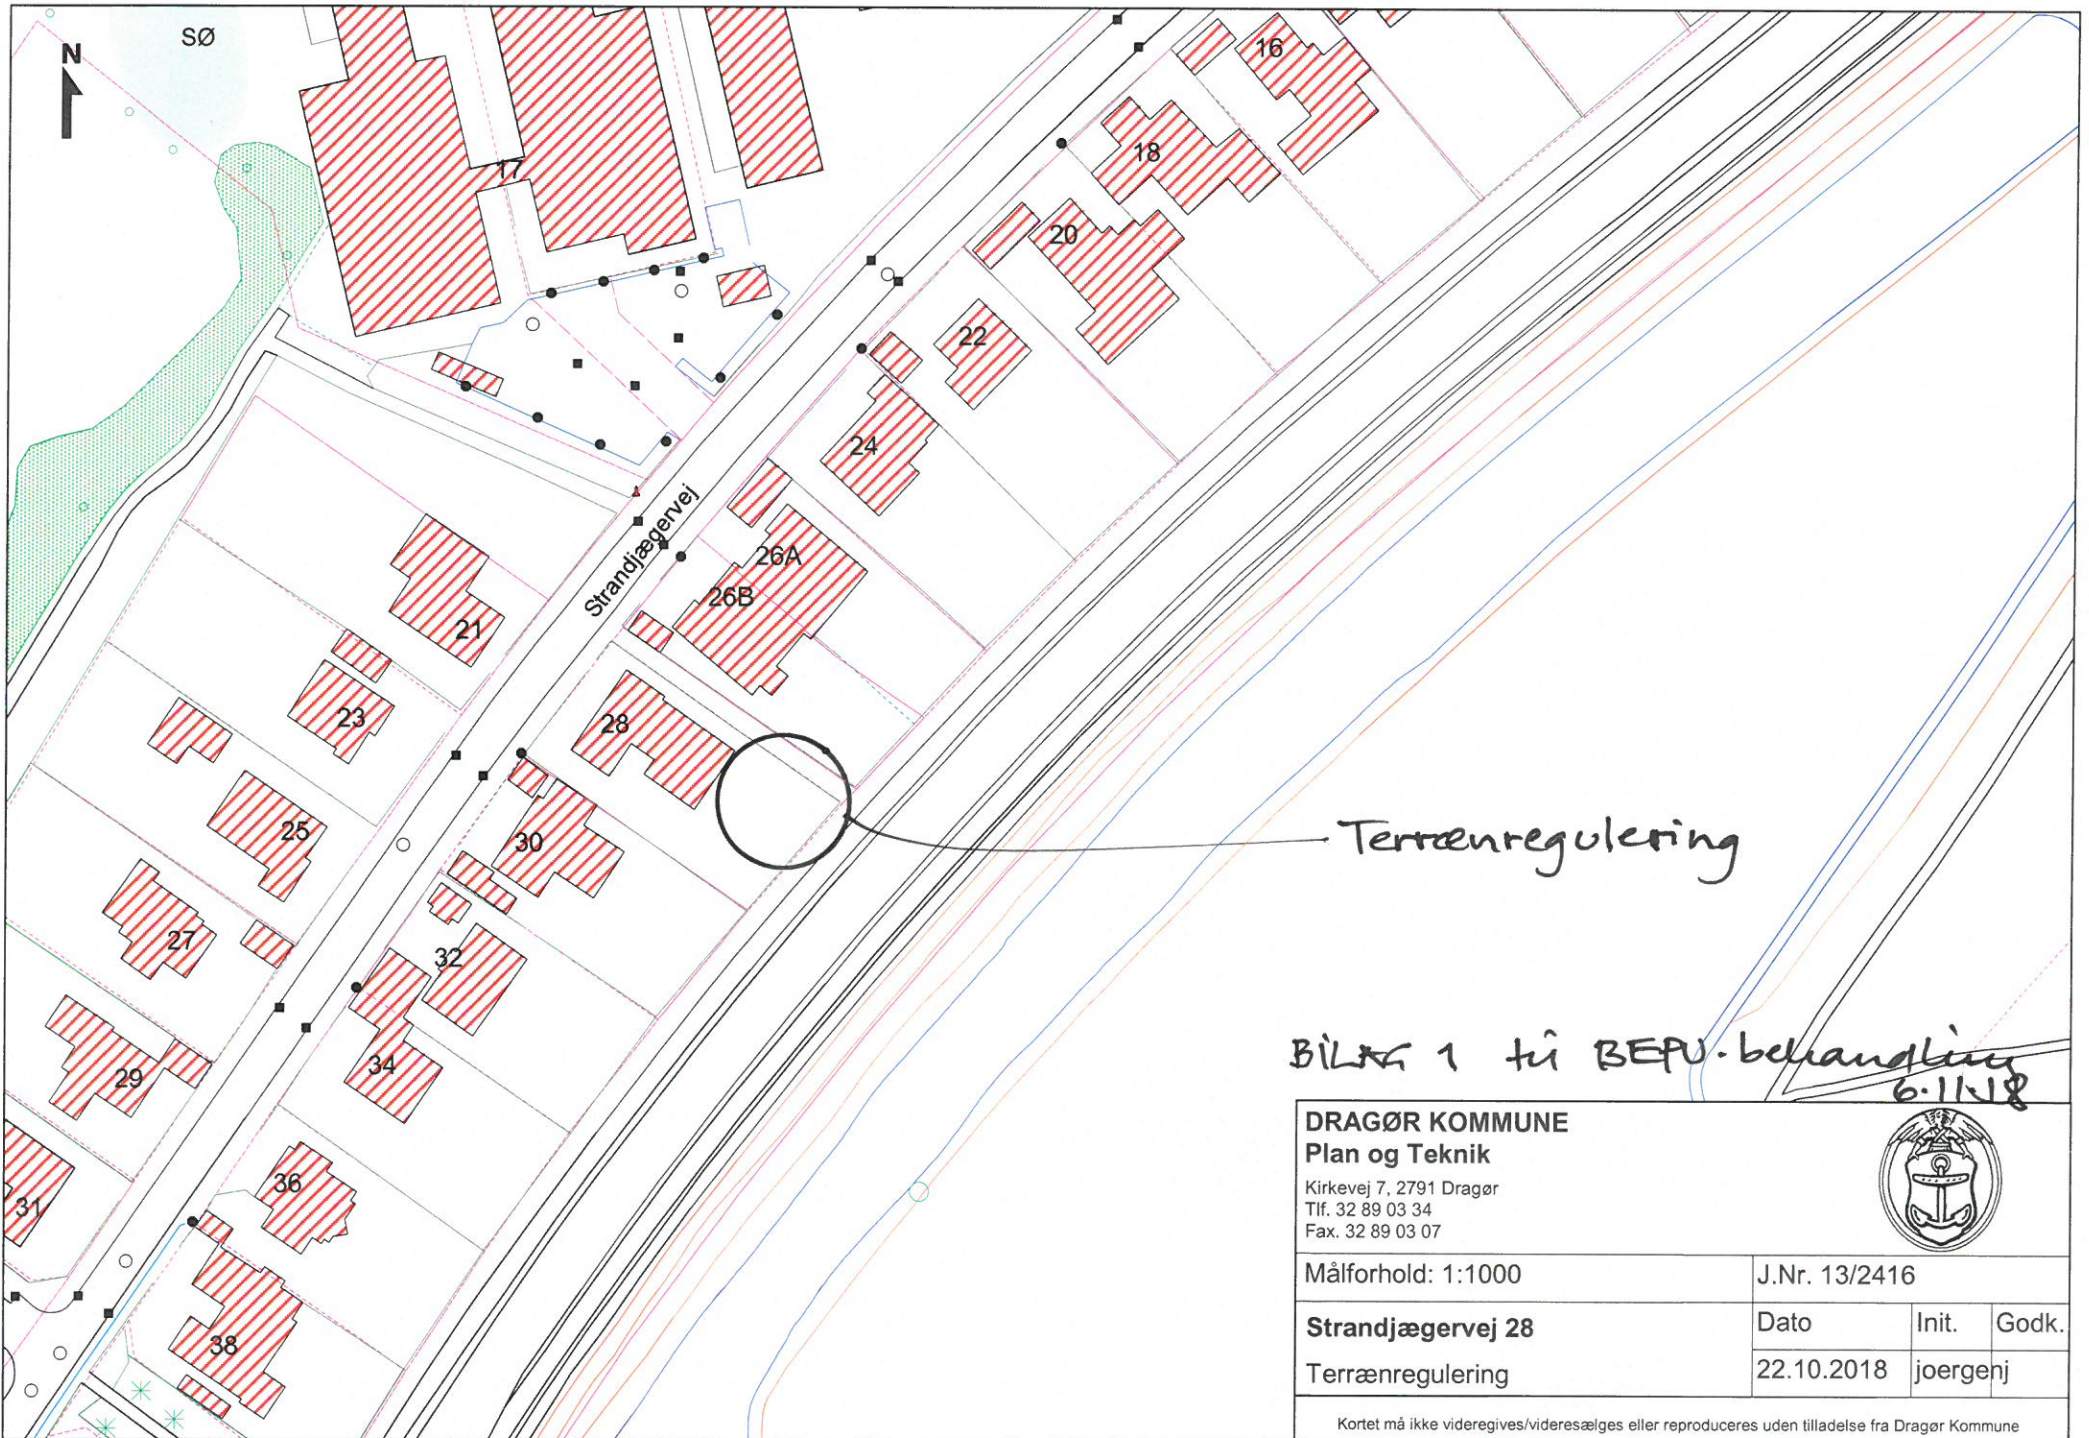 N
SØ
17
16
18
20
22
24
26A
26B
Strandjægervej
21
23
28
25
30
27
32
29
34
31
36
38
Terrænregulering
BILAG 1 til BEPU-behandling
6.11.18
DRAGØR KOMMUNE
Plan og Teknik
Kirkevej 7, 2791 Dragør
Tlf. 32 89 03 34
Fax. 32 89 03 07
Målforhold: 1:1000
J.Nr. 13/2416
Strandjægervej 28
Terrænregulering
Dato
Init.
Godk.
22.10.2018
joergenj
Kortet må ikke videregives/videresælges eller reproduceres uden tilladelse fra Dragør Kommune